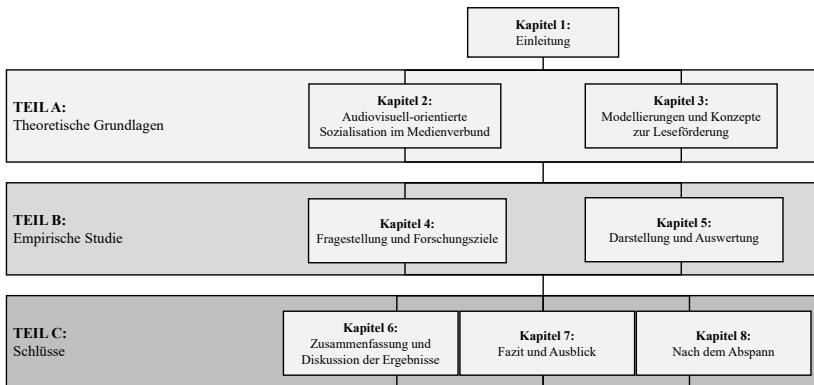 Kapitel 1:
Einleitung
TEIL A:
Theoretische Grundlagen
Kapitel 2:
Audiovisuell-orientierte
Sozialisation im Medienverbund
Kapitel 3:
Modellierungen und Konzepte
zur Leseförderung
TEIL B:
Empirische Studie
Kapitel 4:
Fragestellung und Forschungsziele
Kapitel 5:
Darstellung und Auswertung
TEIL C:
Schlüsse
Kapitel 6:
Zusammenfassung und
Diskussion der Ergebnisse
Kapitel 7:
Fazit und Ausblick
Kapitel 8:
Nach dem Abspann